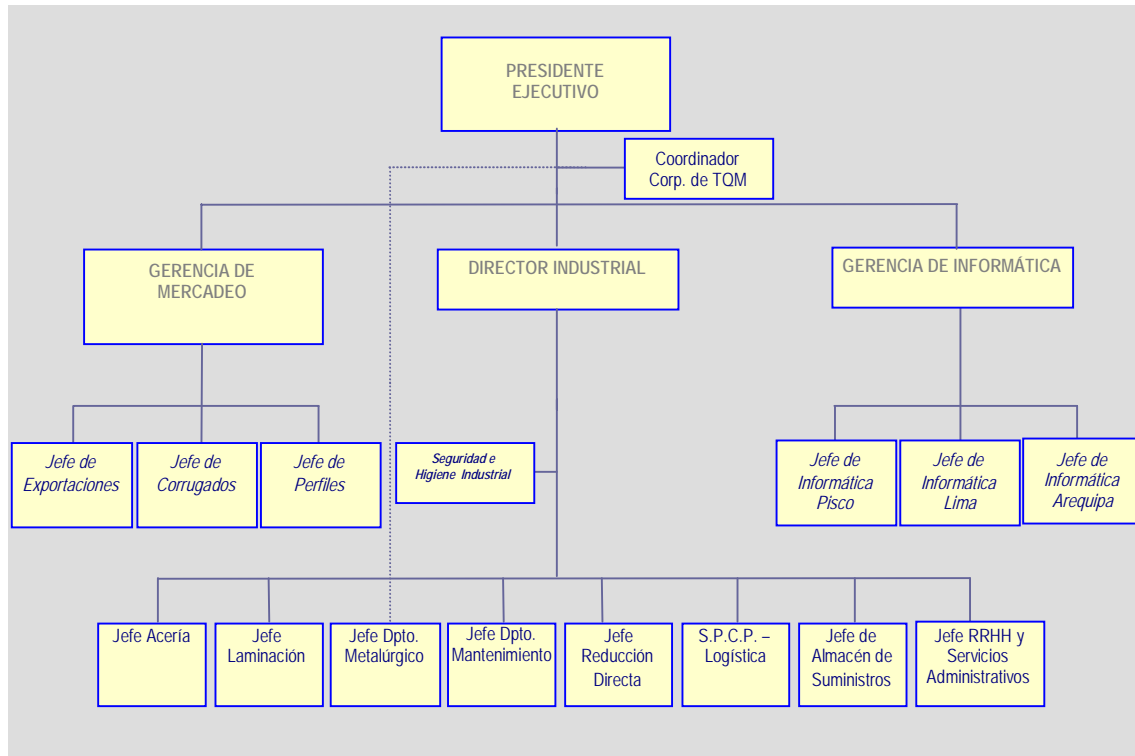 PRESIDENTE
EJECUTIVO
Coordinador
Corp. de TQM
GERENCIA DE
MERCADEO
DIRECTOR INDUSTRIAL
GERENCIA DE INFORMÁTICA
Jefe de
Exportaciones
Jefe de
Corrugados
Jefe de
Perfiles
Seguridad e
Higiene Industrial
Jefe de
Informática
Pisco
Jefe de
Informática
Lima
Jefe de
Informática
Arequipa
Jefe Acería
Jefe
Laminación
Jefe Dpto.
Metalúrgico
Jefe Dpto.
Mantenimiento
Jefe
Reducción
Directa
S.P.C.P. –
Logística
Jefe de
Almacén de
Suministros
Jefe RRHH y
Servicios
Administrativos